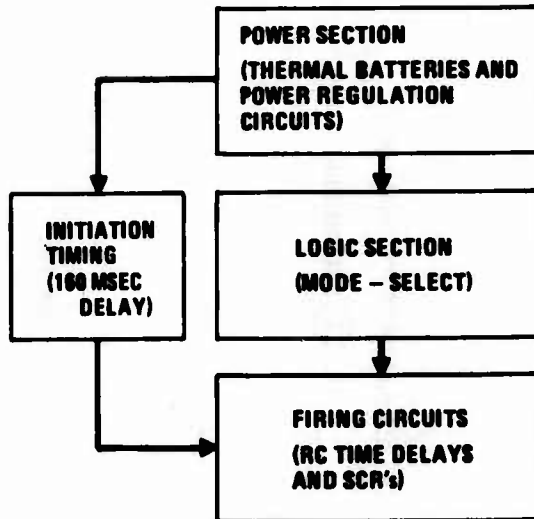 POWER SECTION
(THERMAL BATTERIES AND
POWER REGULATION
CIRCUITS)
INITIATION
TIMING
(160 MSEC
DELAY)
LOGIC SECTION
(MODE – SELECT)
FIRING CIRCUITS
(RC TIME DELAYS
AND SCR's)